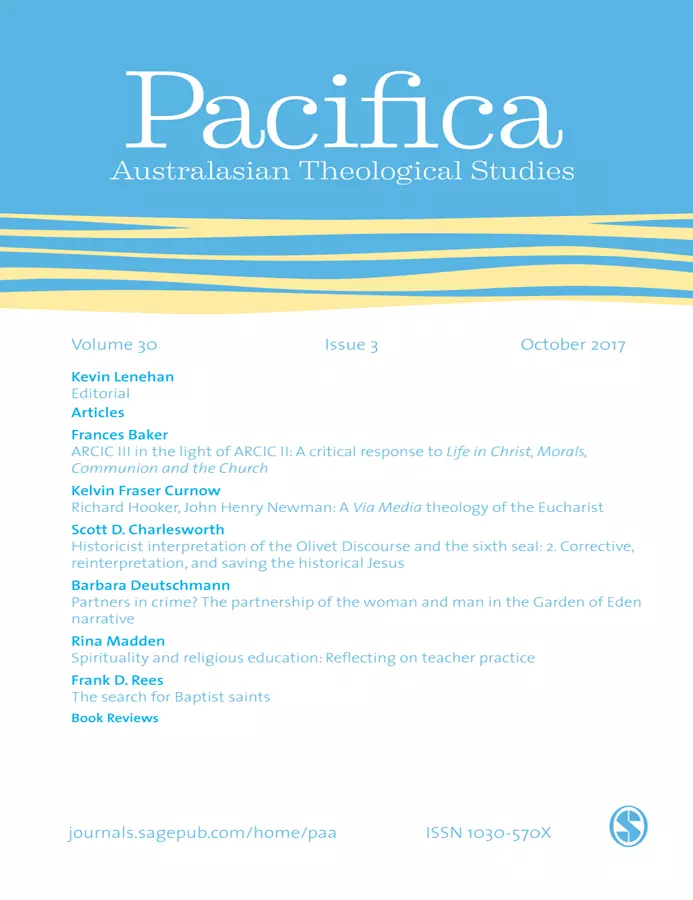 Pacifica
Australasian Theological Studies
Volume 30 Issue 3 October 2017
Kevin Lenehan
Editorial
Articles
Frances Baker
ARCIC III in the light of ARCIC II: A critical response to Life in Christ, Morals,
Communion and the Church
Kelvin Fraser Curnow
Richard Hooker, John Henry Newman: A Via Media theology of the Eucharist
Scott D. Charlesworth
Historicist interpretation of the Olivet Discourse and the sixth seal: 2. Corrective,
reinterpretation, and saving the historical Jesus
Barbara Deutschmann
Partners in crime? The partnership of the woman and man in the Garden of Eden
narrative
Rina Madden
Spirituality and religious education: Reflecting on teacher practice
Frank D. Rees
The search for Baptist saints
Book Reviews
journals.sagepub.com/home/paa ISSN 1030-570X